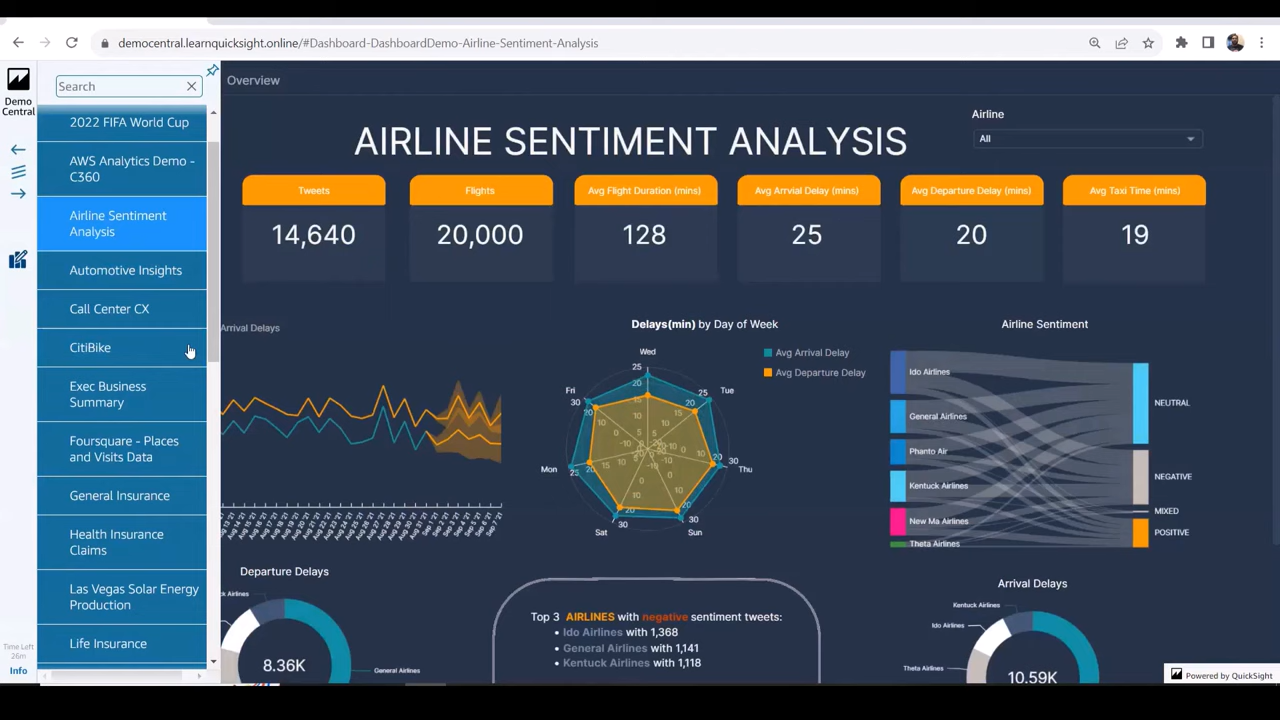 democentral.learnquicksight.online/#Dashboard-DashboardDemo-Airline-Sentiment-Analysis
Demo
Central
Search
2022 FIFA World Cup
AWS Analytics Demo -
C360
Airline Sentiment
Analysis
Automotive Insights
Call Center CX
CitiBike
Exec Business
Summary
Foursquare - Places
and Visits Data
General Insurance
Health Insurance
Claims
Las Vegas Solar Energy
Production
Life Insurance
Time Left
26m
Info
Overview
AIRLINE SENTIMENT ANALYSIS
Airline
All
Tweets
14,640
Flights
20,000
Avg Flight Duration (mins)
128
Avg Arrvial Delay (mins)
25
Avg Departure Delay (mins)
20
Avg Taxi Time (mins)
19
Arrival Delays
Delays(min) by Day of Week
Avg Arrival Delay
Avg Departure Delay
Wed
Tue
Thu
Sun
Sat
Mon
Fri
Airline Sentiment
Ido Airlines
General Airlines
Phanto Air
Kentuck Airlines
New Ma Airlines
Theta Airlines
NEUTRAL
NEGATIVE
MIXED
POSITIVE
Departure Delays
ck Airlines
8.36K
General Airlines
Top 3 AIRLINES with negative sentiment tweets:
• Ido Airlines with 1,368
• General Airlines with 1,141
• Kentuck Airlines with 1,118
Arrival Delays
Kentuck Airlines
Ido Airlines
Theta Airlines
10.59K
Powered by QuickSight